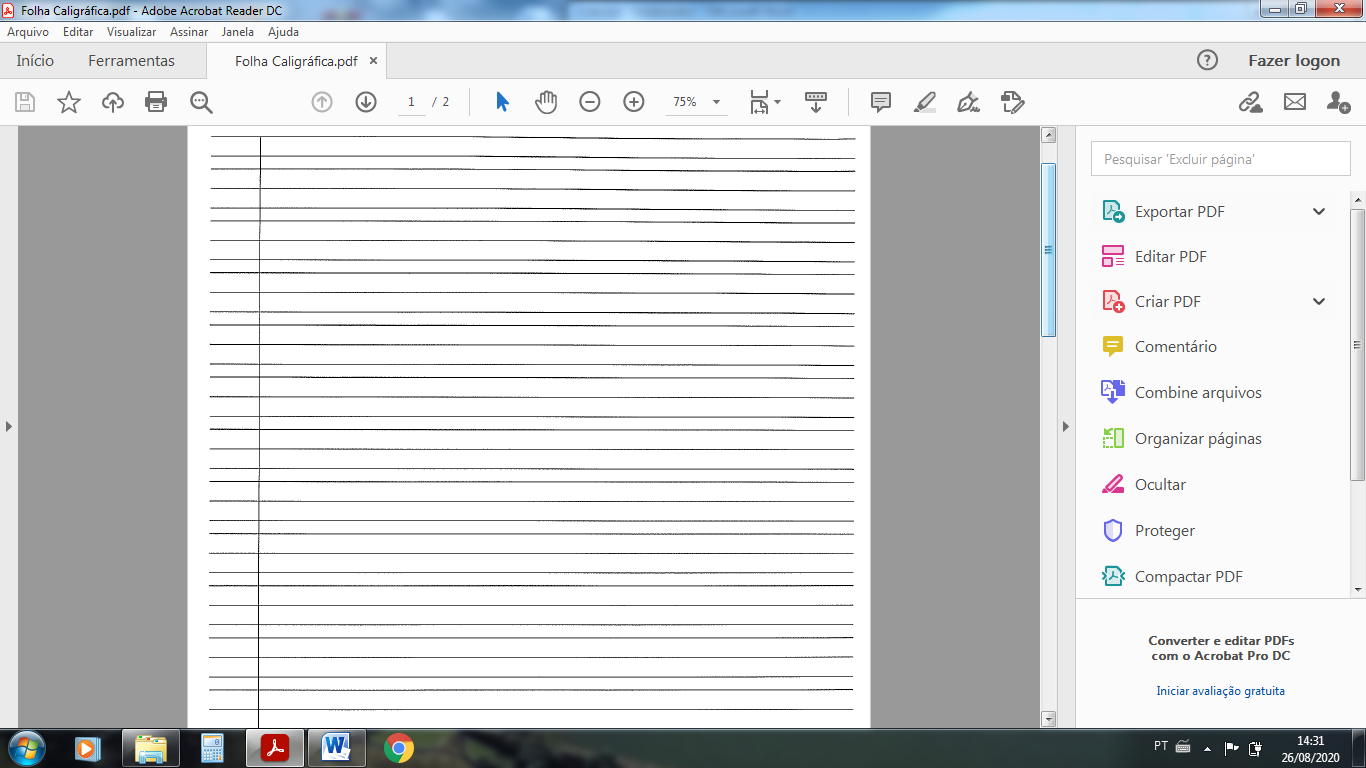 Folha Caligráfica.pdf - Adobe Acrobat Reader DC
Arquivo Editar Visualizar Assinar Janela Ajuda
Início Ferramentas Folha Caligráfica.pdf × Fazer logon
1 / 2 75%
Pesquisar 'Excluir página'
Exportar PDF
Editar PDF
Criar PDF
Comentário
Combine arquivos
Organizar páginas
Ocultar
Proteger
Compactar PDF
Converter e editar PDFs
com o Acrobat Pro DC
Iniciar avaliação gratuita
PT 14:31
26/08/2020